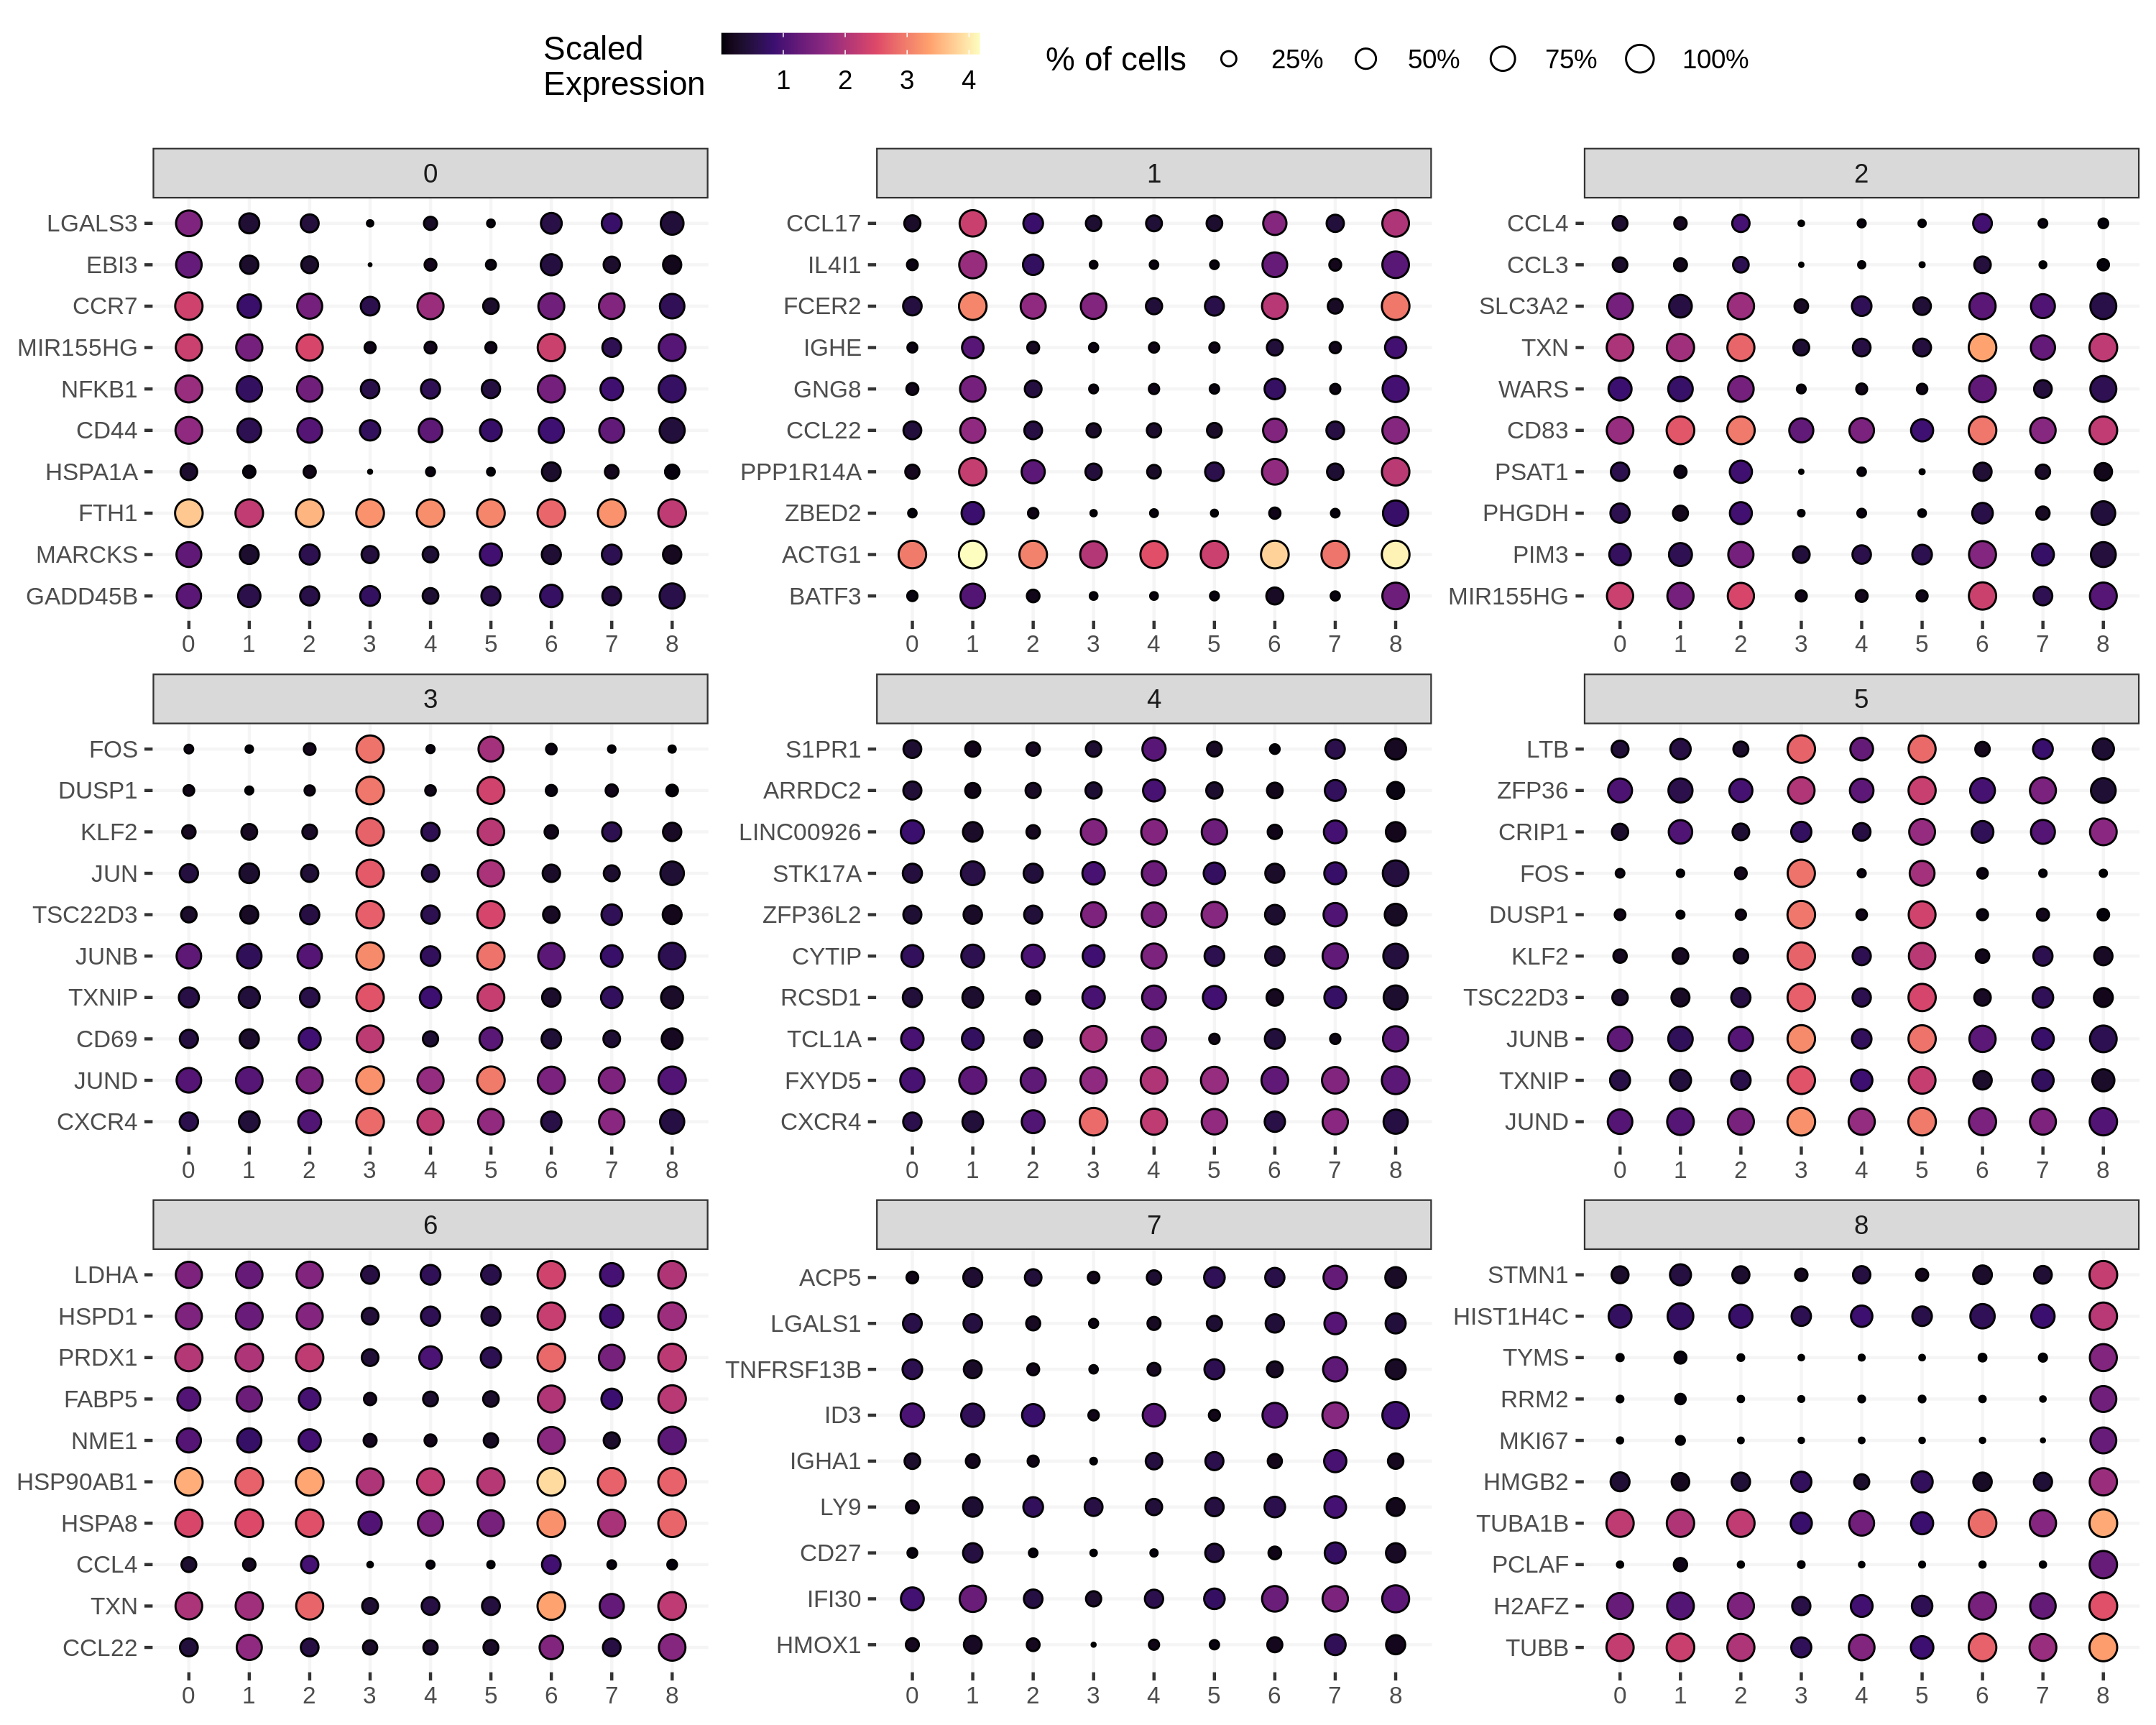 Scaled
Expression
1 2 3 4
% of cells 25% 50% 75% 100%
0
LGALS3
EBI3
CCR7
MIR155HG
NFKB1
CD44
HSPA1A
FTH1
MARCKS
GADD45B
0 1 2 3 4 5 6 7 8
1
CCL17
IL4I1
FCER2
IGHE
GNG8
CCL22
PPP1R14A
ZBED2
ACTG1
BATF3
0 1 2 3 4 5 6 7 8
2
CCL4
CCL3
SLC3A2
TXN
WARS
CD83
PSAT1
PHGDH
PIM3
MIR155HG
0 1 2 3 4 5 6 7 8
3
FOS
DUSP1
KLF2
JUN
TSC22D3
JUNB
TXNIP
CD69
JUND
CXCR4
0 1 2 3 4 5 6 7 8
4
S1PR1
ARRDC2
LINC00926
STK17A
ZFP36L2
CYTIP
RCSD1
TCL1A
FXYD5
CXCR4
0 1 2 3 4 5 6 7 8
5
LTB
ZFP36
CRIP1
FOS
DUSP1
KLF2
TSC22D3
JUNB
TXNIP
JUND
0 1 2 3 4 5 6 7 8
6
LDHA
HSPD1
PRDX1
FABP5
NME1
HSP90AB1
HSPA8
CCL4
TXN
CCL22
0 1 2 3 4 5 6 7 8
7
ACP5
LGALS1
TNFRSF13B
ID3
IGHA1
LY9
CD27
IFI30
HMOX1
0 1 2 3 4 5 6 7 8
8
STMN1
HIST1H4C
TYMS
RRM2
MKI67
HMGB2
TUBA1B
PCLAF
H2AFZ
TUBB
0 1 2 3 4 5 6 7 8